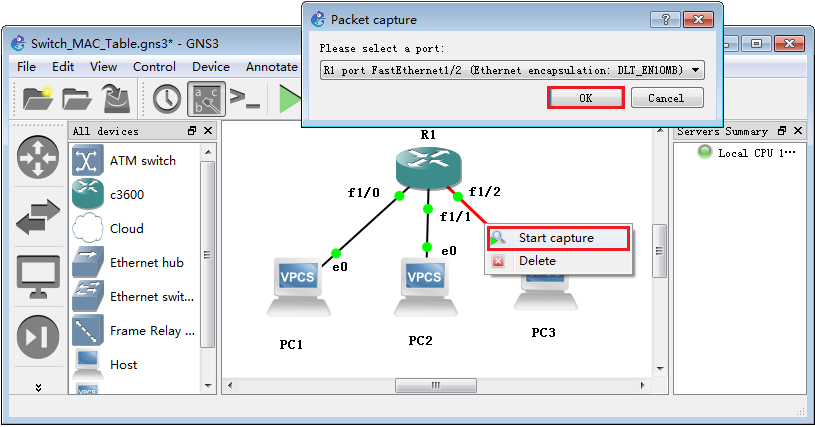 Packet capture
Please select a port:
R1 port FastEthernet1/2 (Ethernet encapsulation: DLT_EN10MB)
OK
Cancel
Switch_MAC_Table.gns3* - GNS3
File Edit View Control Device Annotate
All devices
ATM switch
c3600
Cloud
Ethernet hub
Ethernet swit...
Frame Relay ...
Host
R1
f1/0
f1/2
f1/1
e0
e0
VPCS
VPCS
PC1
PC2
PC3
Start capture
Delete
Servers Summary
Local CPU 1...